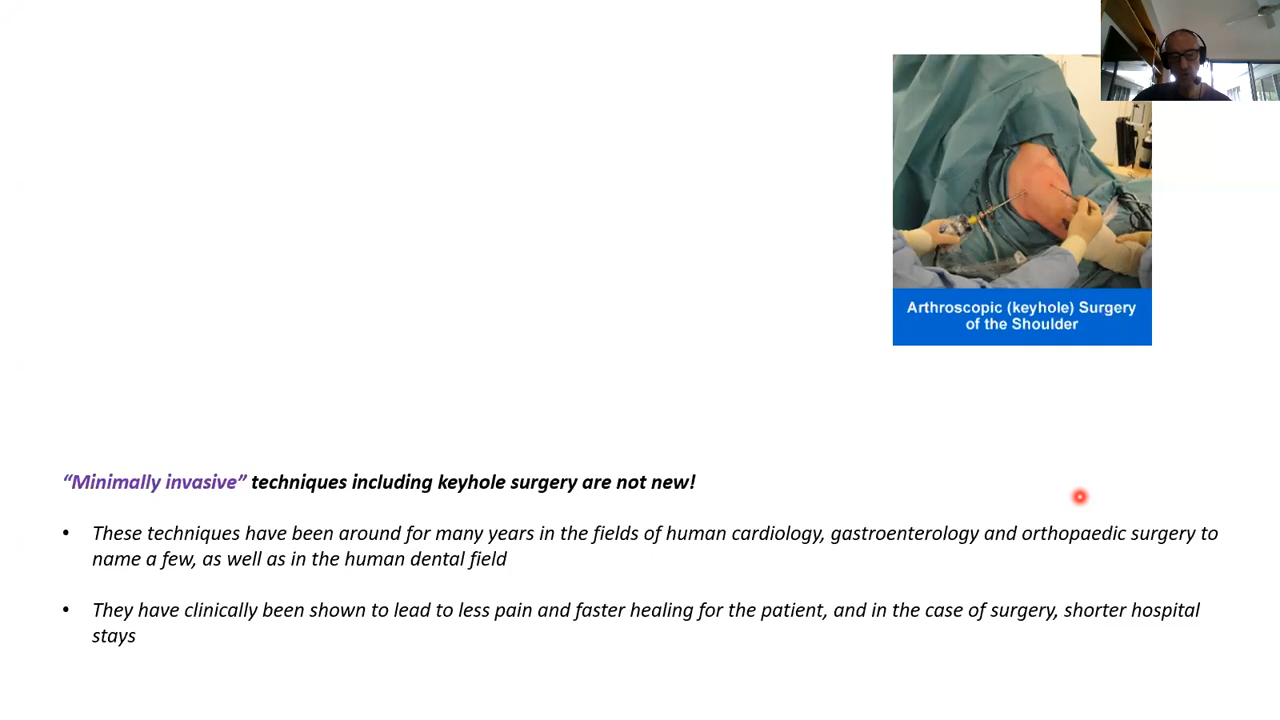 Arthroscopic (keyhole) Surgery
of the Shoulder
“Minimally invasive” techniques including keyhole surgery are not new!
• These techniques have been around for many years in the fields of human cardiology, gastroenterology and orthopaedic surgery to
name a few, as well as in the human dental field
• They have clinically been shown to lead to less pain and faster healing for the patient, and in the case of surgery, shorter hospital
stays